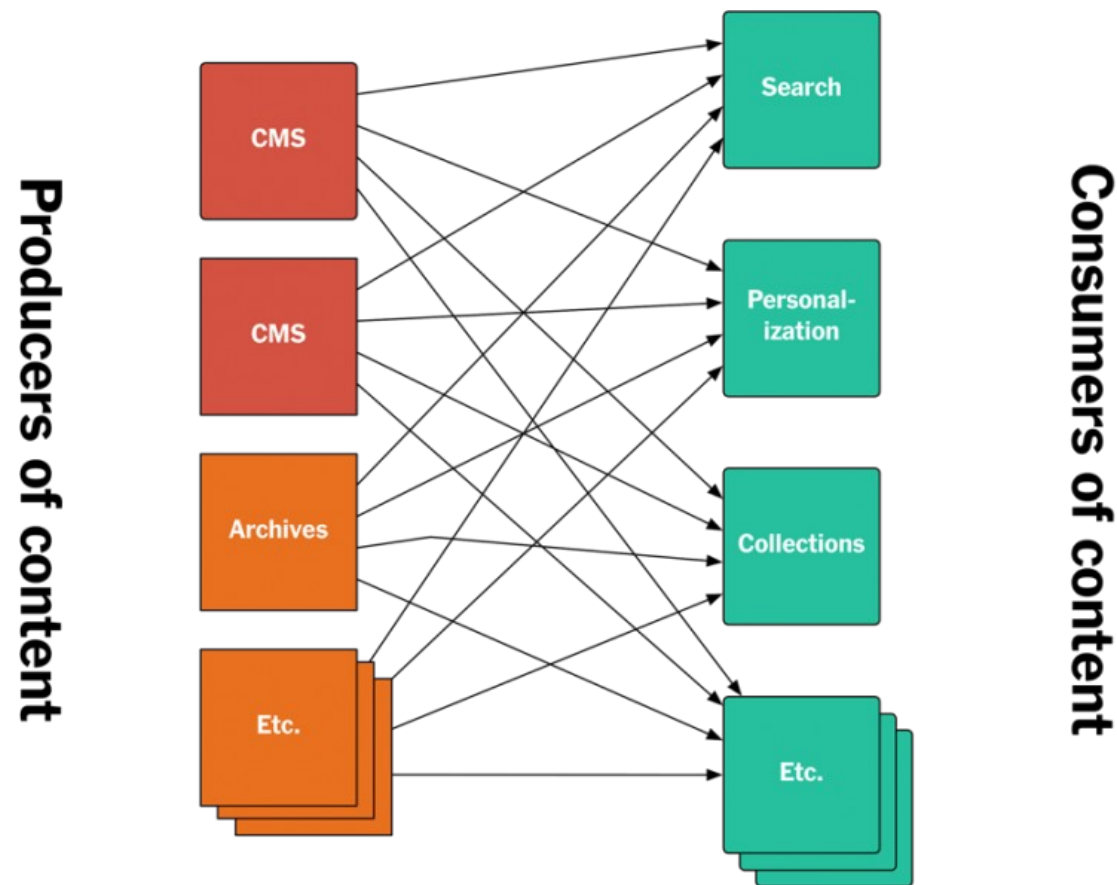 Producers of content
CMS
CMS
Archives
Etc.
Search
Personal-
ization
Collections
Etc.
Consumers of content